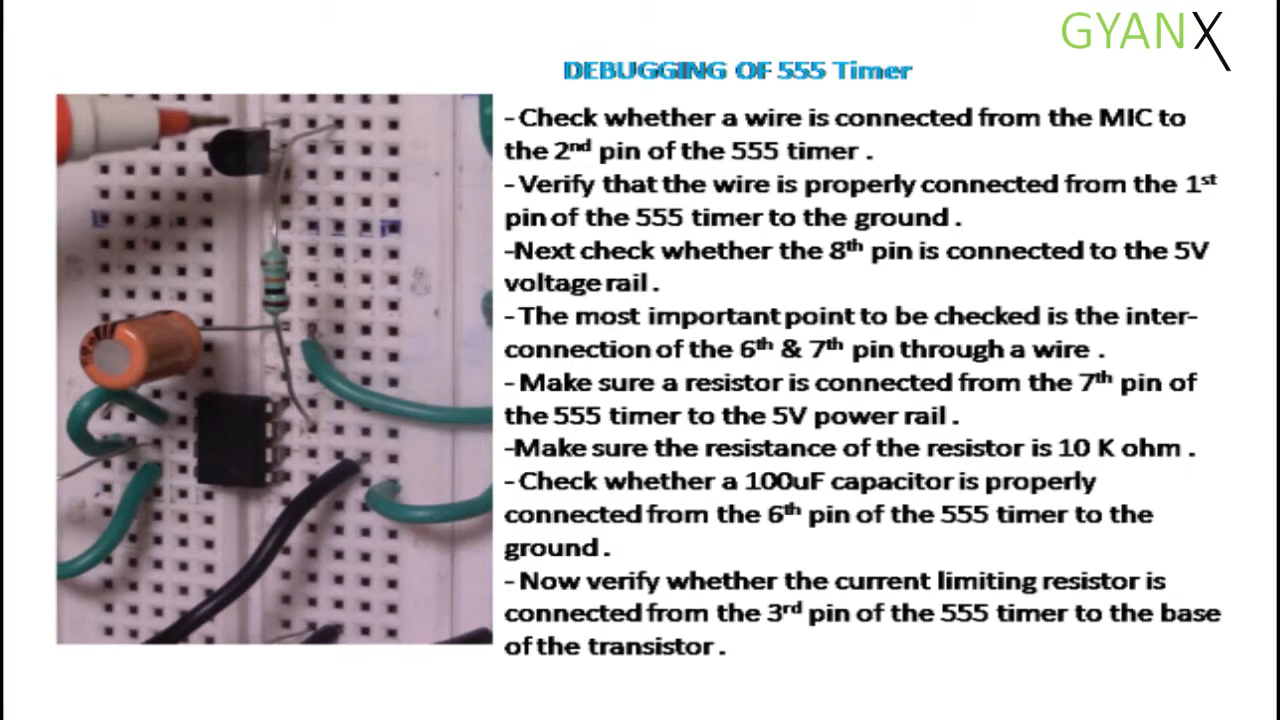 GYANX
DEBUGGING OF 555 Timer
- Check whether a wire is connected from the MIC to
the 2nd pin of the 555 timer .
- Verify that the wire is properly connected from the 1st
pin of the 555 timer to the ground .
-Next check whether the 8th pin is connected to the 5V
voltage rail .
- The most important point to be checked is the inter-
connection of the 6th & 7th pin through a wire .
- Make sure a resistor is connected from the 7th pin of
the 555 timer to the 5V power rail .
-Make sure the resistance of the resistor is 10 K ohm .
- Check whether a 100uF capacitor is properly
connected from the 6th pin of the 555 timer to the
ground .
- Now verify whether the current limiting resistor is
connected from the 3rd pin of the 555 timer to the base
of the transistor .